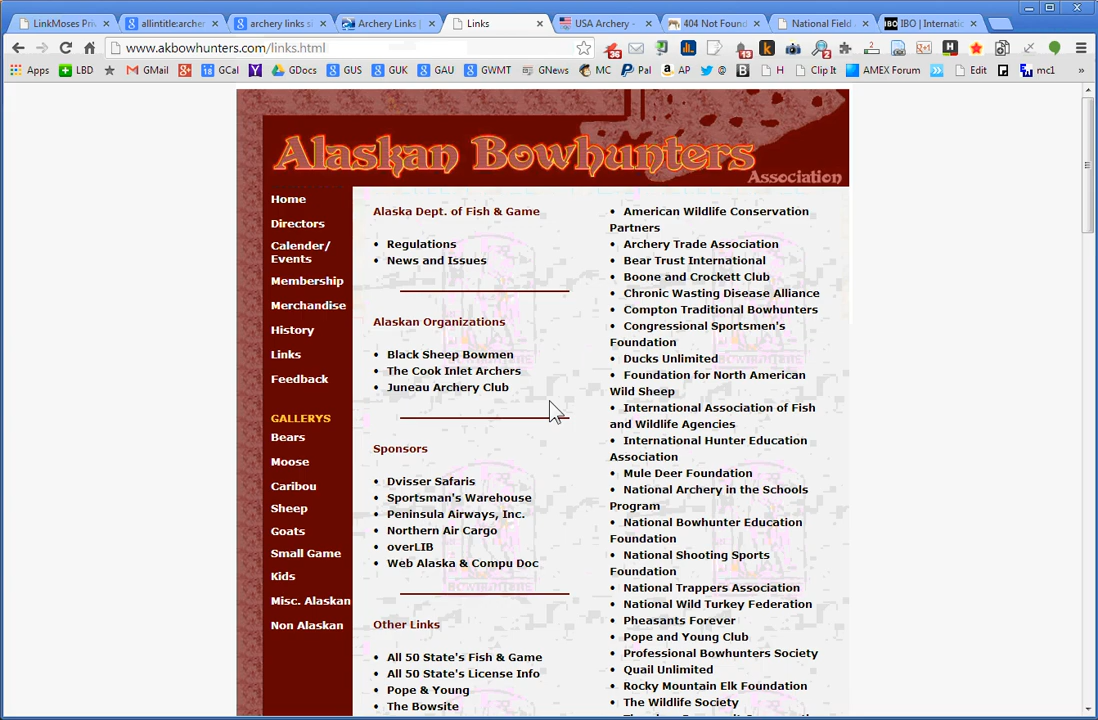 LinkMoses Priv
allintitle:archer
archery links si
Archery Links |
Links
USA Archery -
404 Not Found
National Field A
IBO | Internatio
www.akbowhunters.com/links.html
36
13
2
Apps
LBD
GMail
GCal
GDocs
GUS
GUK
GAU
GWMT
GNews
MC
Pal
AP
@
H
Clip It
AMEX Forum
Edit
mc1
Alaskan Bowhunters
Association
Home
Directors
Calender/
Events
Membership
Merchandise
History
Links
Feedback
GALLERYS
Bears
Moose
Caribou
Sheep
Goats
Small Game
Kids
Misc. Alaskan
Non Alaskan
Alaska Dept. of Fish & Game
• Regulations
• News and Issues
Alaskan Organizations
• Black Sheep Bowmen
• The Cook Inlet Archers
• Juneau Archery Club
Sponsors
• Dvisser Safaris
• Sportsman's Warehouse
• Peninsula Airways, Inc.
• Northern Air Cargo
• overLIB
• Web Alaska & Compu Doc
Other Links
• All 50 State's Fish & Game
• All 50 State's License Info
• Pope & Young
• The Bowsite
• American Wildlife Conservation
Partners
• Archery Trade Association
• Bear Trust International
• Boone and Crockett Club
• Chronic Wasting Disease Alliance
• Compton Traditional Bowhunters
• Congressional Sportsmen's
Foundation
• Ducks Unlimited
• Foundation for North American
Wild Sheep
• International Association of Fish
and Wildlife Agencies
• International Hunter Education
Association
• Mule Deer Foundation
• National Archery in the Schools
Program
• National Bowhunter Education
Foundation
• National Shooting Sports
Foundation
• National Trappers Association
• National Wild Turkey Federation
• Pheasants Forever
• Pope and Young Club
• Professional Bowhunters Society
• Quail Unlimited
• Rocky Mountain Elk Foundation
• The Wildlife Society